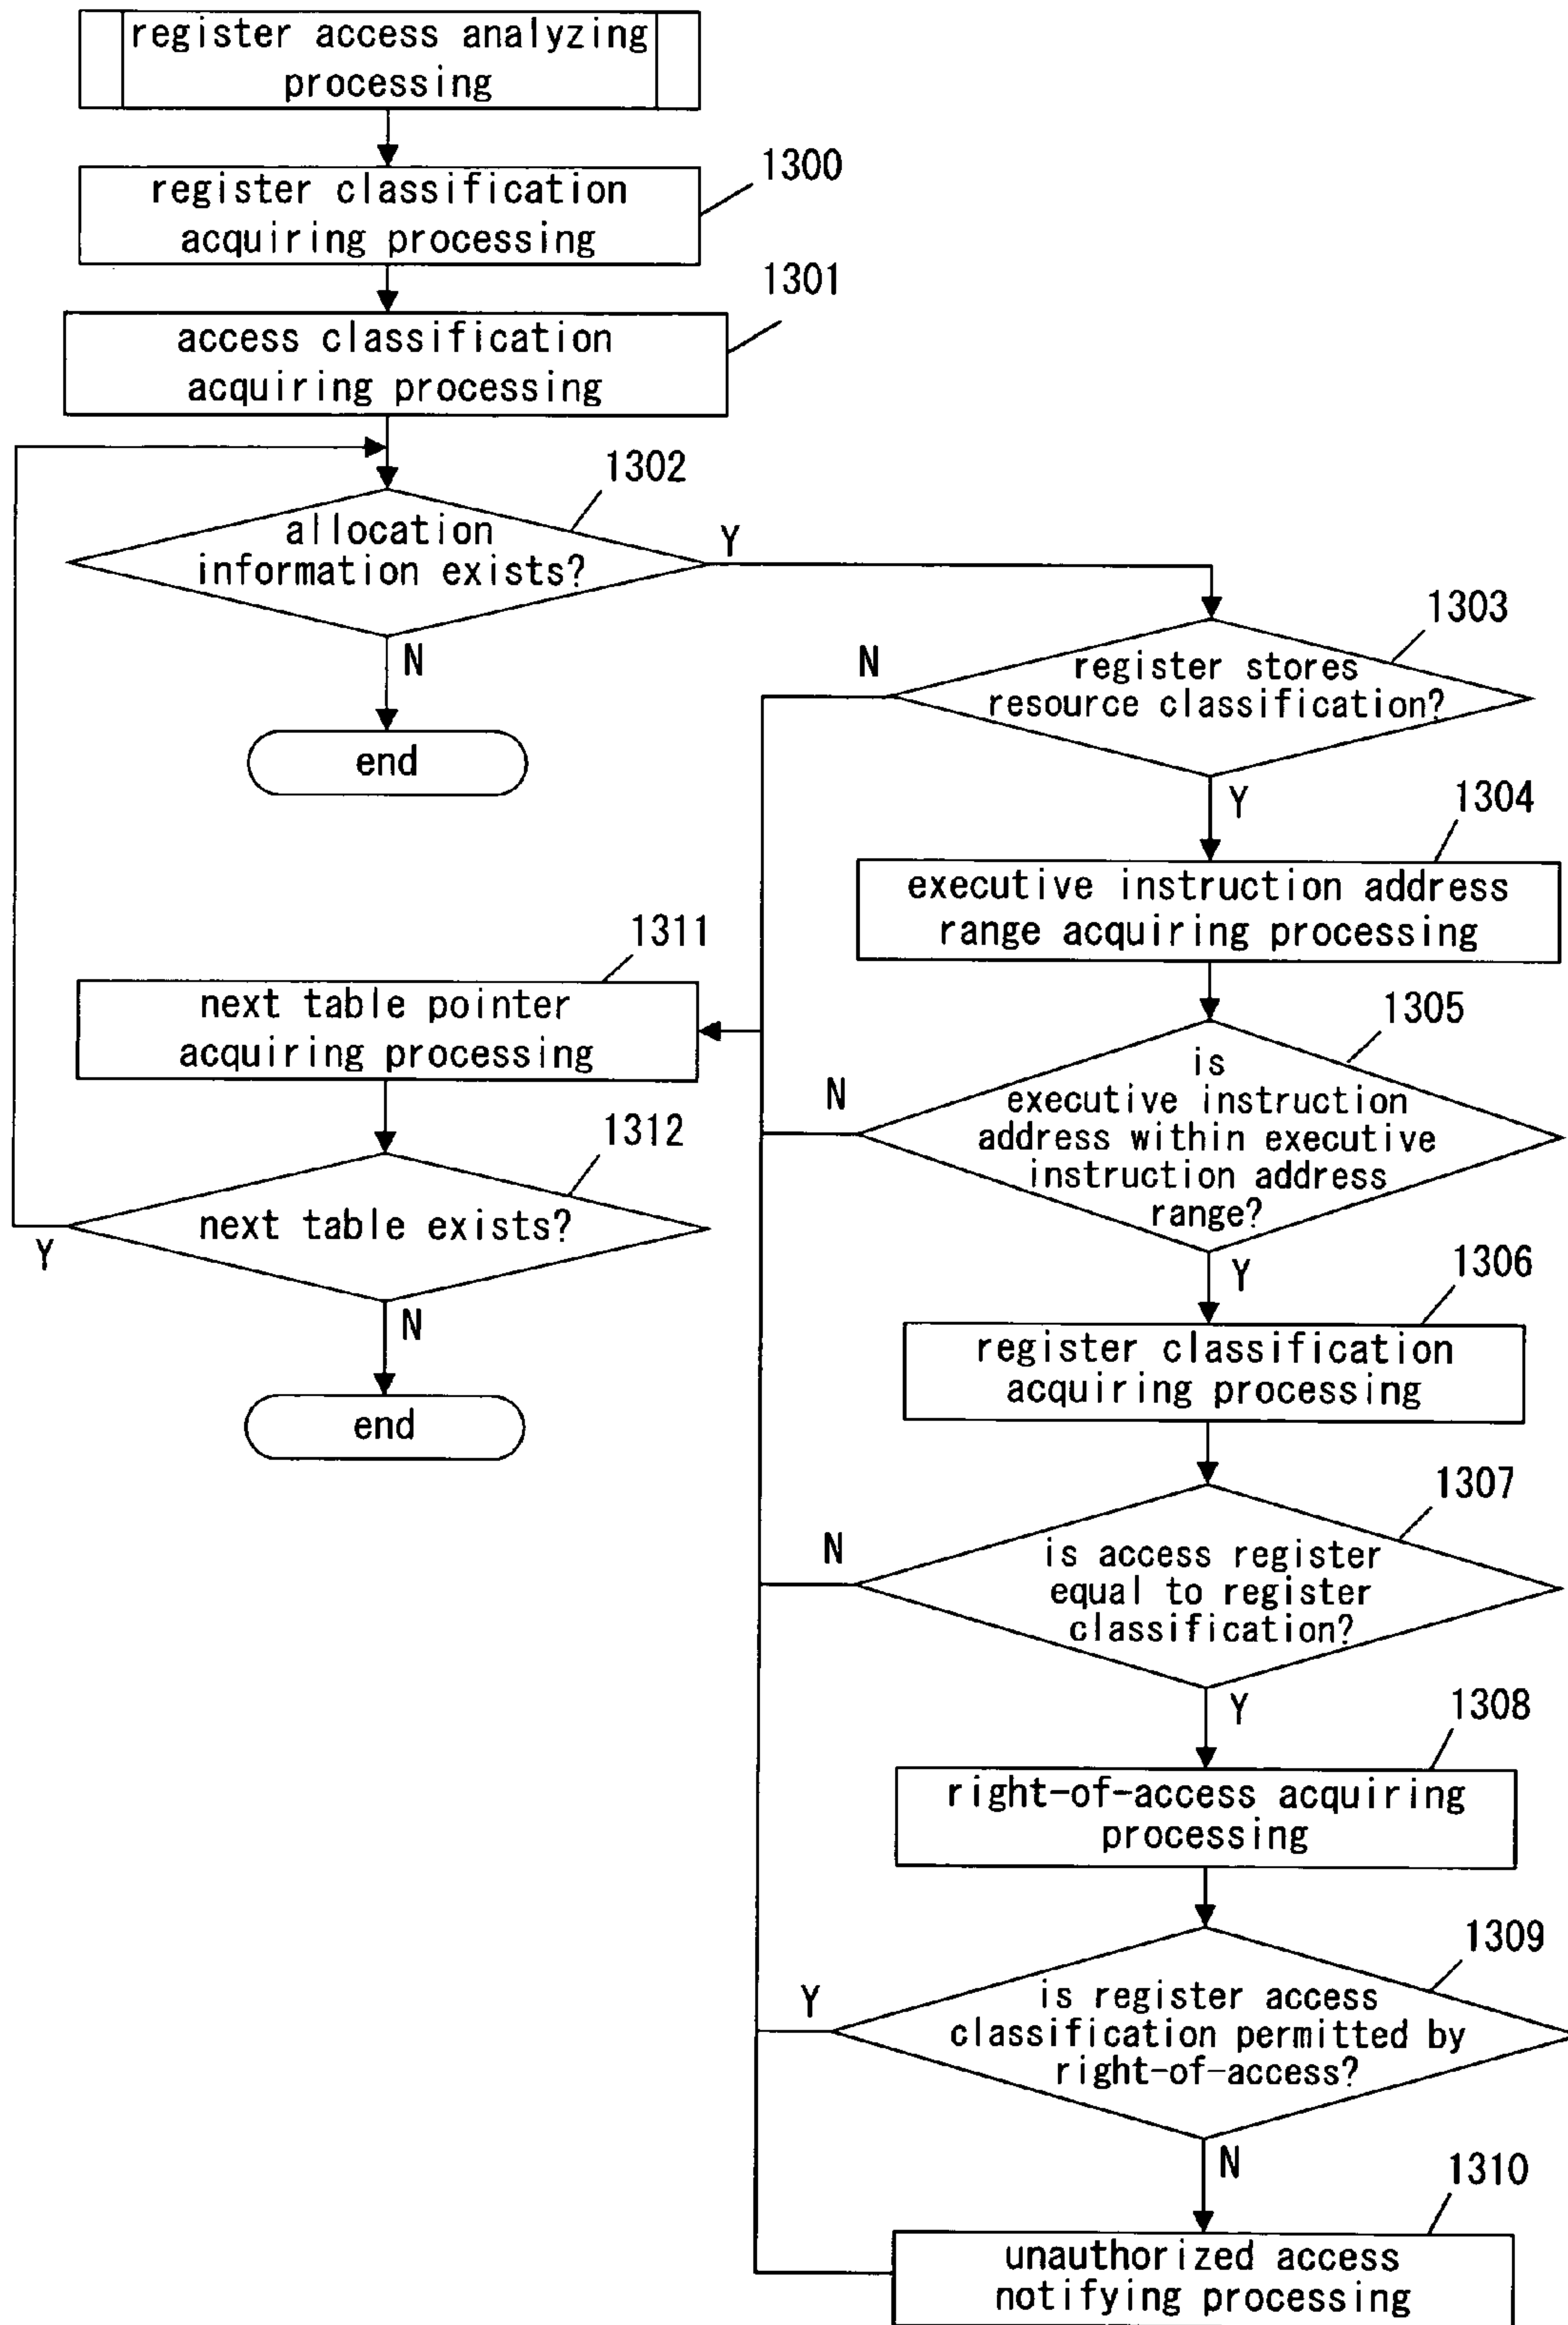 register access analyzing
processing
1300
register classification
acquiring processing
1301
access classification
acquiring processing
1302
allocation
information exists?
Y
N
end
1303
register stores
resource classification?
N
Y
1304
executive instruction address
range acquiring processing
1305
is
executive instruction
address within executive
instruction address
range?
N
Y
1306
register classification
acquiring processing
1307
is access register
equal to register
classification?
N
Y
1308
right-of-access acquiring
processing
1309
is register access
classification permitted by
right-of-access?
Y
N
1310
unauthorized access
notifying processing
1311
next table pointer
acquiring processing
1312
next table exists?
Y
N
end